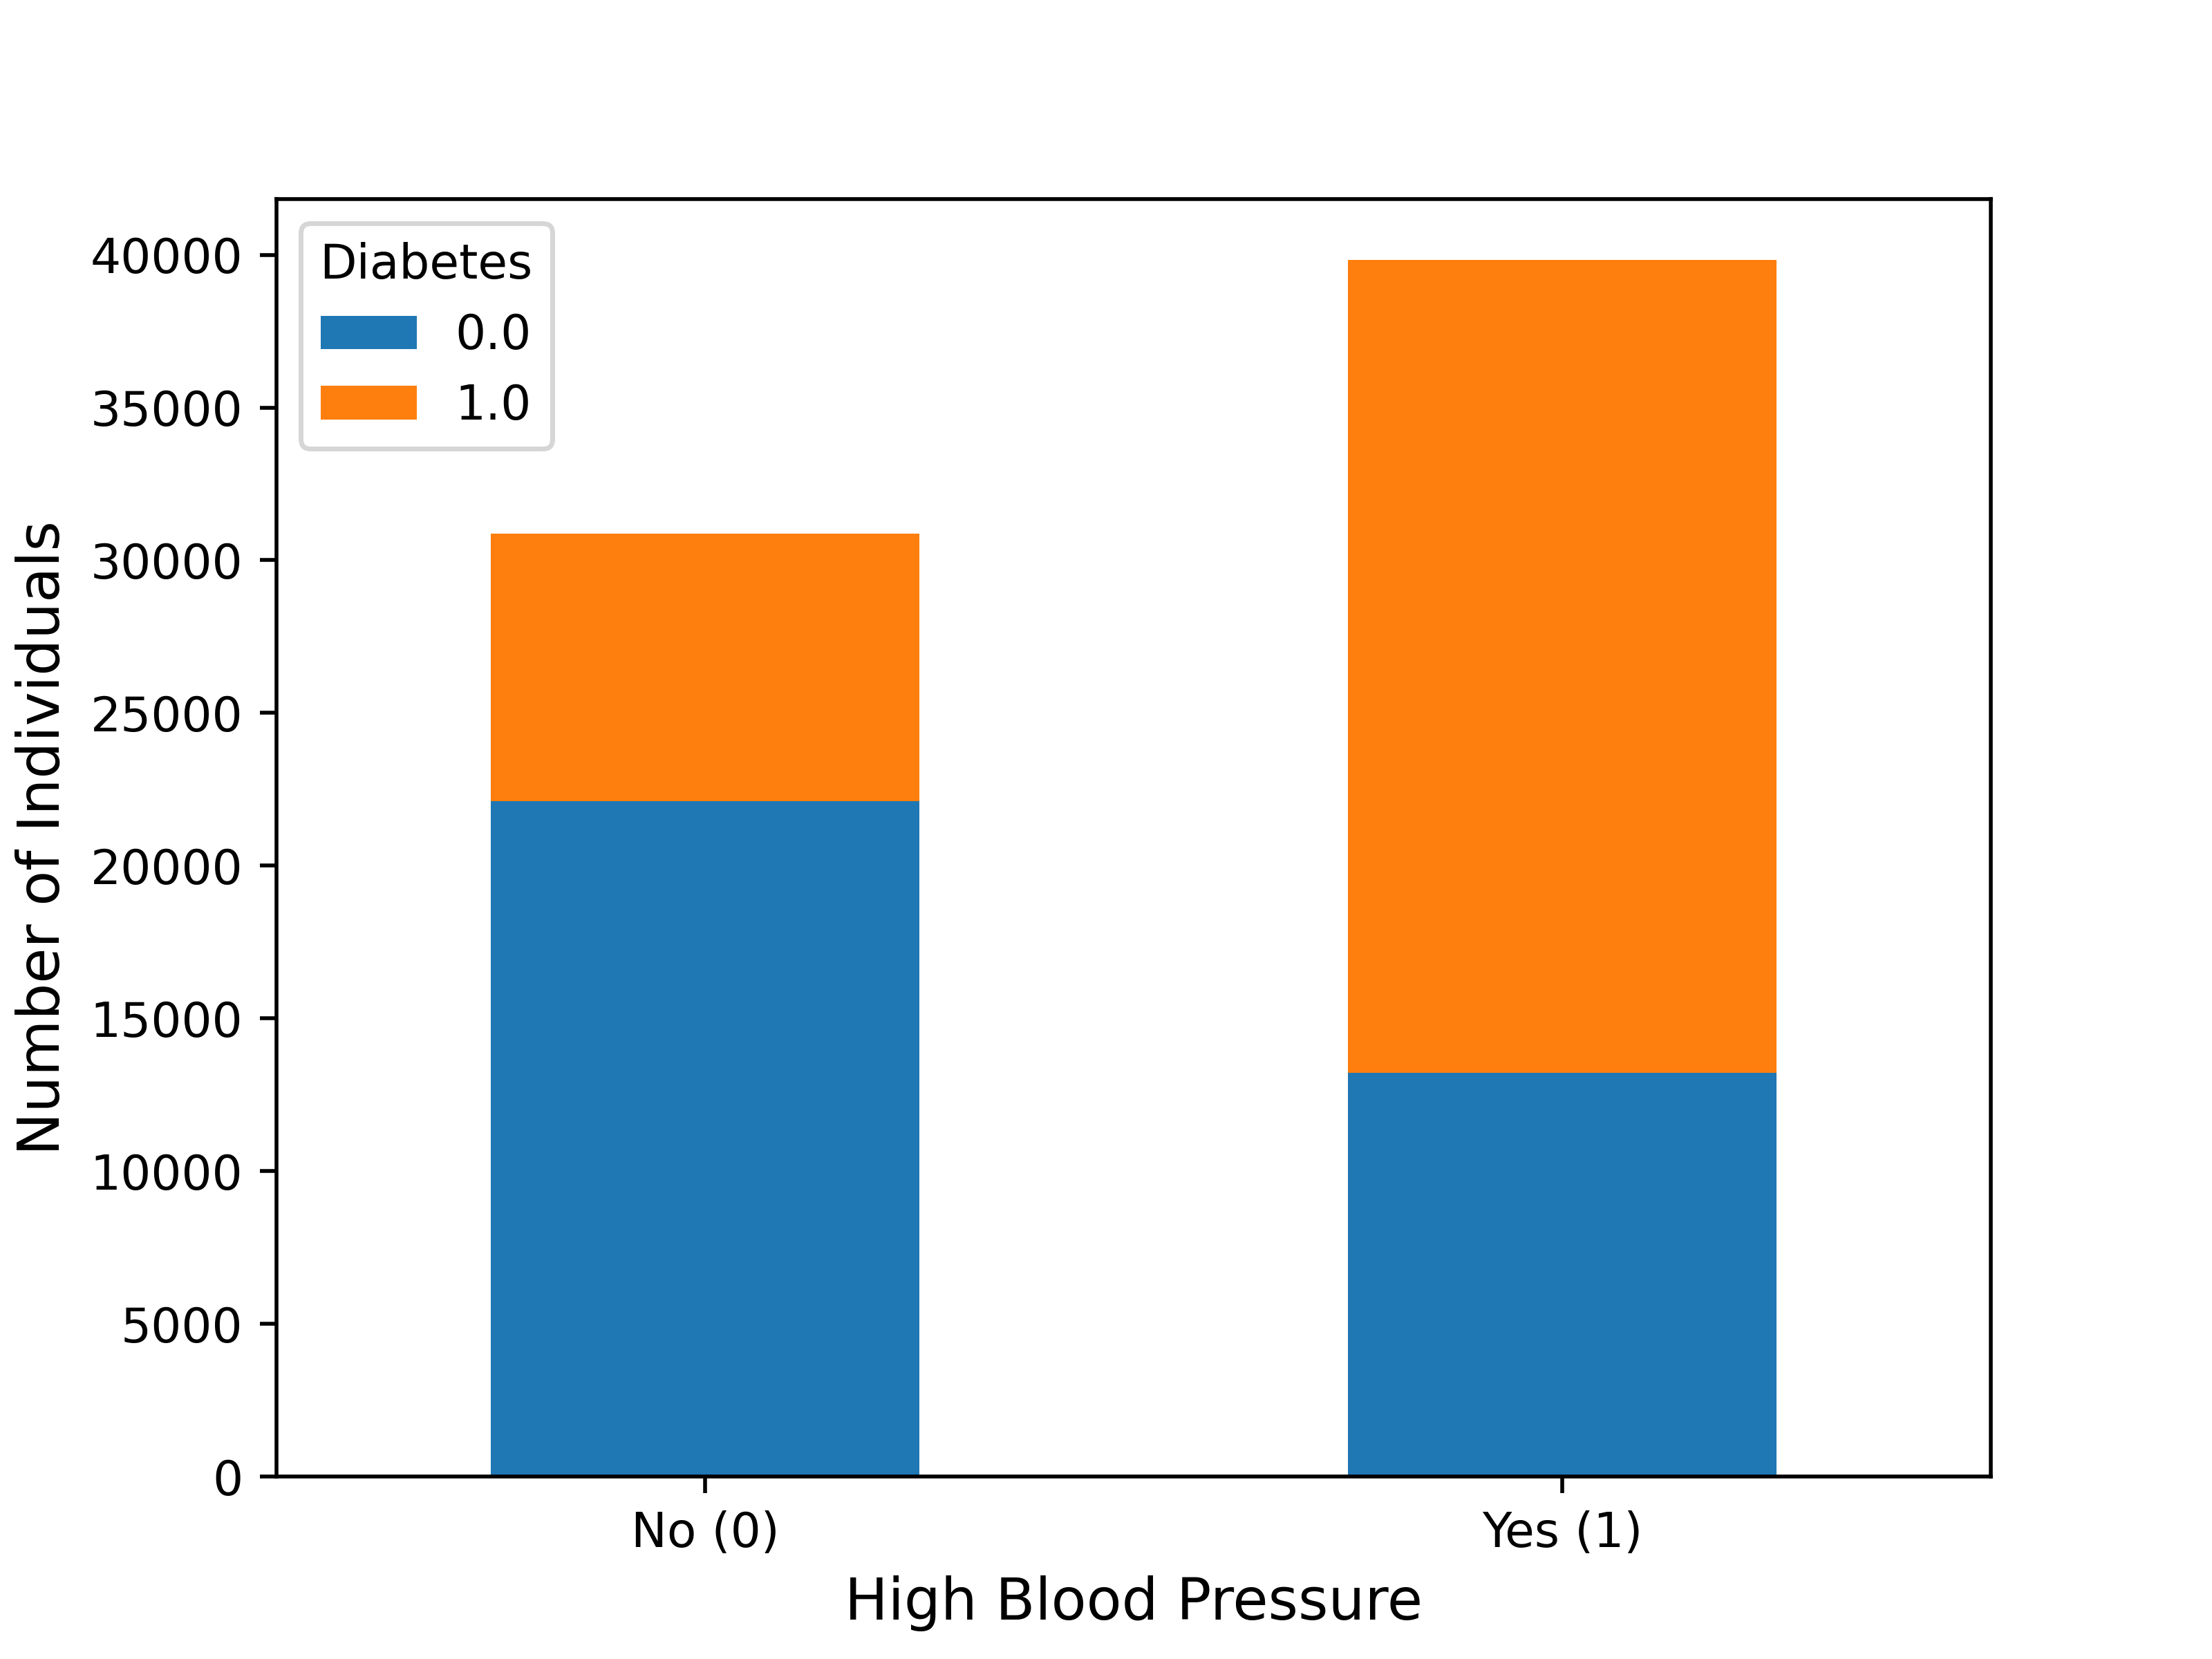 Diabetes
0.0
1.0
Number of Individuals
40000
35000
30000
25000
20000
15000
10000
5000
0
No (0)
Yes (1)
High Blood Pressure